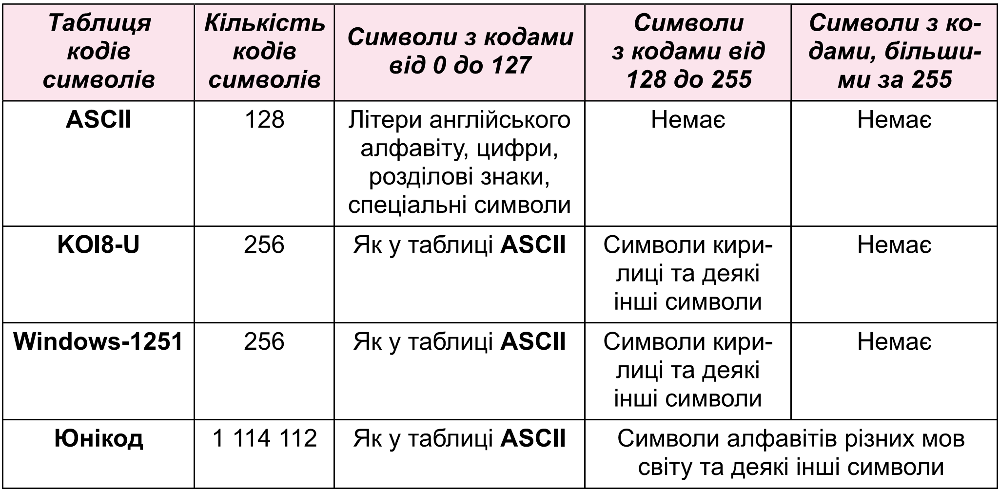 Таблиця
кодів
символів
Кількість
кодів
символів
Символи з кодами
від 0 до 127
Символи
з кодами від
128 до 255
Символи з ко-
дами, більши-
ми за 255
ASCII
128
Літери англійського
алфавіту, цифри,
розділові знаки,
спеціальні символи
Немає
Немає
KOI8-U
256
Як у таблиці ASCII
Символи кири-
лиці та деякі
інші символи
Немає
Windows-1251
256
Як у таблиці ASCII
Символи кири-
лиці та деякі
інші символи
Немає
Юнікод
1 114 112
Як у таблиці ASCII
Символи алфавітів різних мов
світу та деякі інші символи